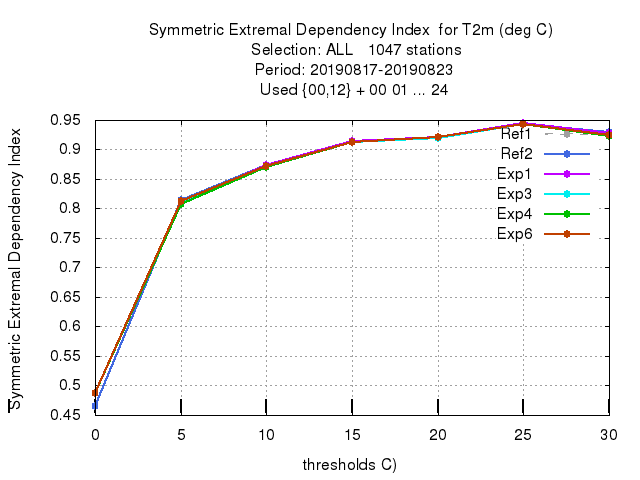 Symmetric Extremal Dependency Index for T2m (deg C)
Selection: ALL 1047 stations
Period: 20190817-20190823
Used {00,12} + 00 01 ... 24
Symmetric Extremal Dependency Index
0.95
0.9
0.85
0.8
0.75
0.7
0.65
0.6
0.55
0.5
0.45
Ref1
Ref2
Exp1
Exp3
Exp4
Exp6
0 5 10 15 20 25 30
thresholds C)